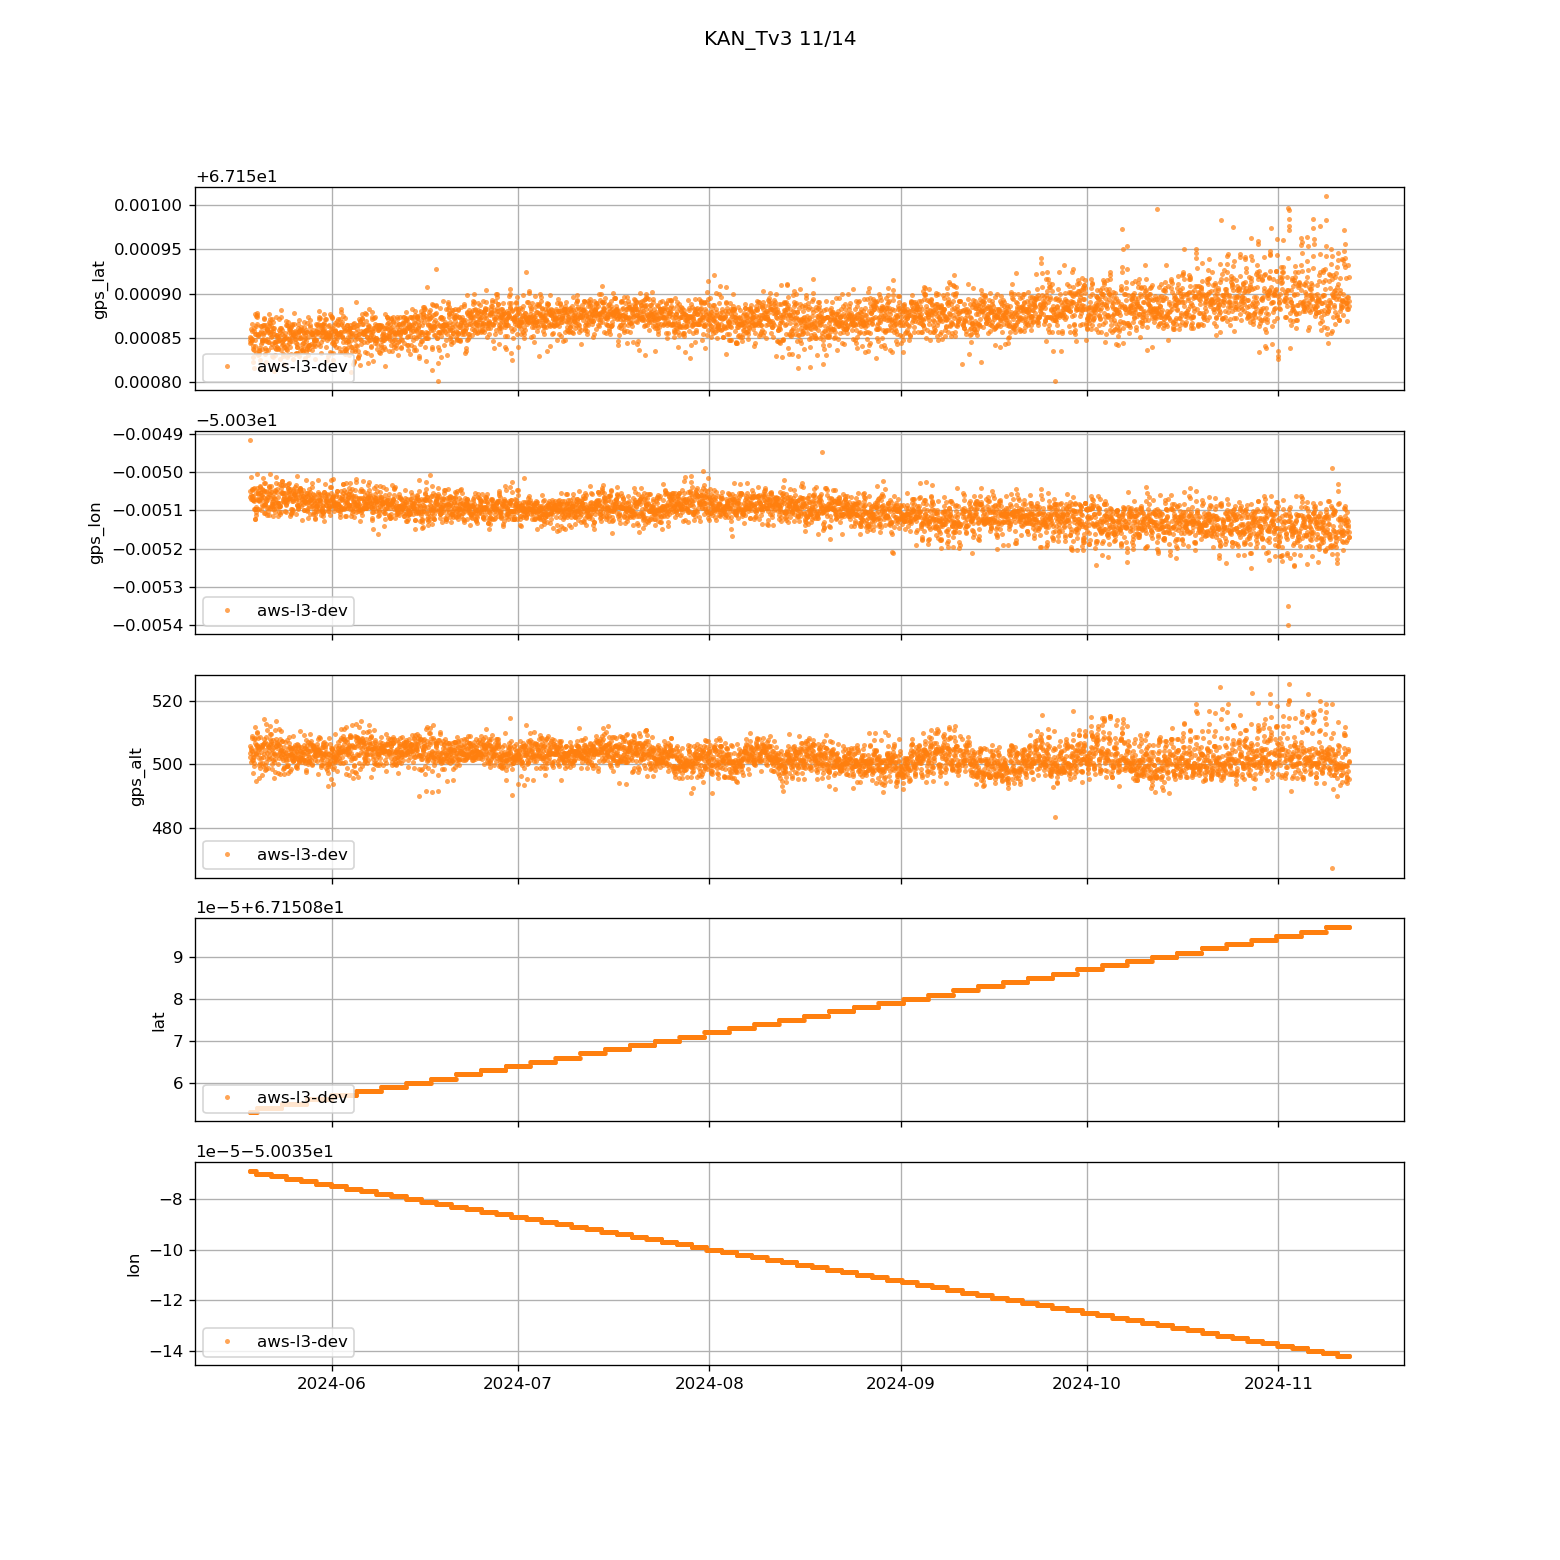 KAN_Tv3 11/14
+6.715e1
0.00100
0.00095
0.00090
0.00085
0.00080
gps_lat
aws-l3-dev
−5.003e1
−0.0049
−0.0050
−0.0051
−0.0052
−0.0053
−0.0054
gps_lon
aws-l3-dev
520
500
480
gps_alt
aws-l3-dev
1e−5+6.71508e1
9
8
7
6
lat
aws-l3-dev
1e−5−5.0035e1
−8
−10
−12
−14
lon
aws-l3-dev
2024-06
2024-07
2024-08
2024-09
2024-10
2024-11